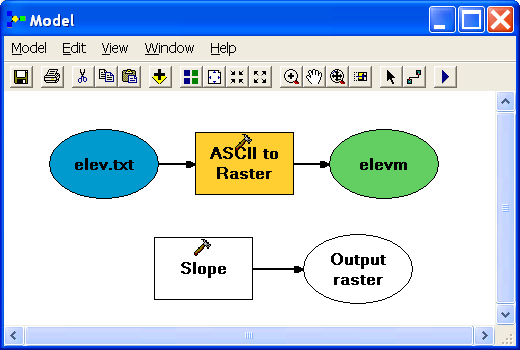 Model
Model Edit View Window Help
elev.txt
ASCII to
Raster
elevm
Slope
Output
raster